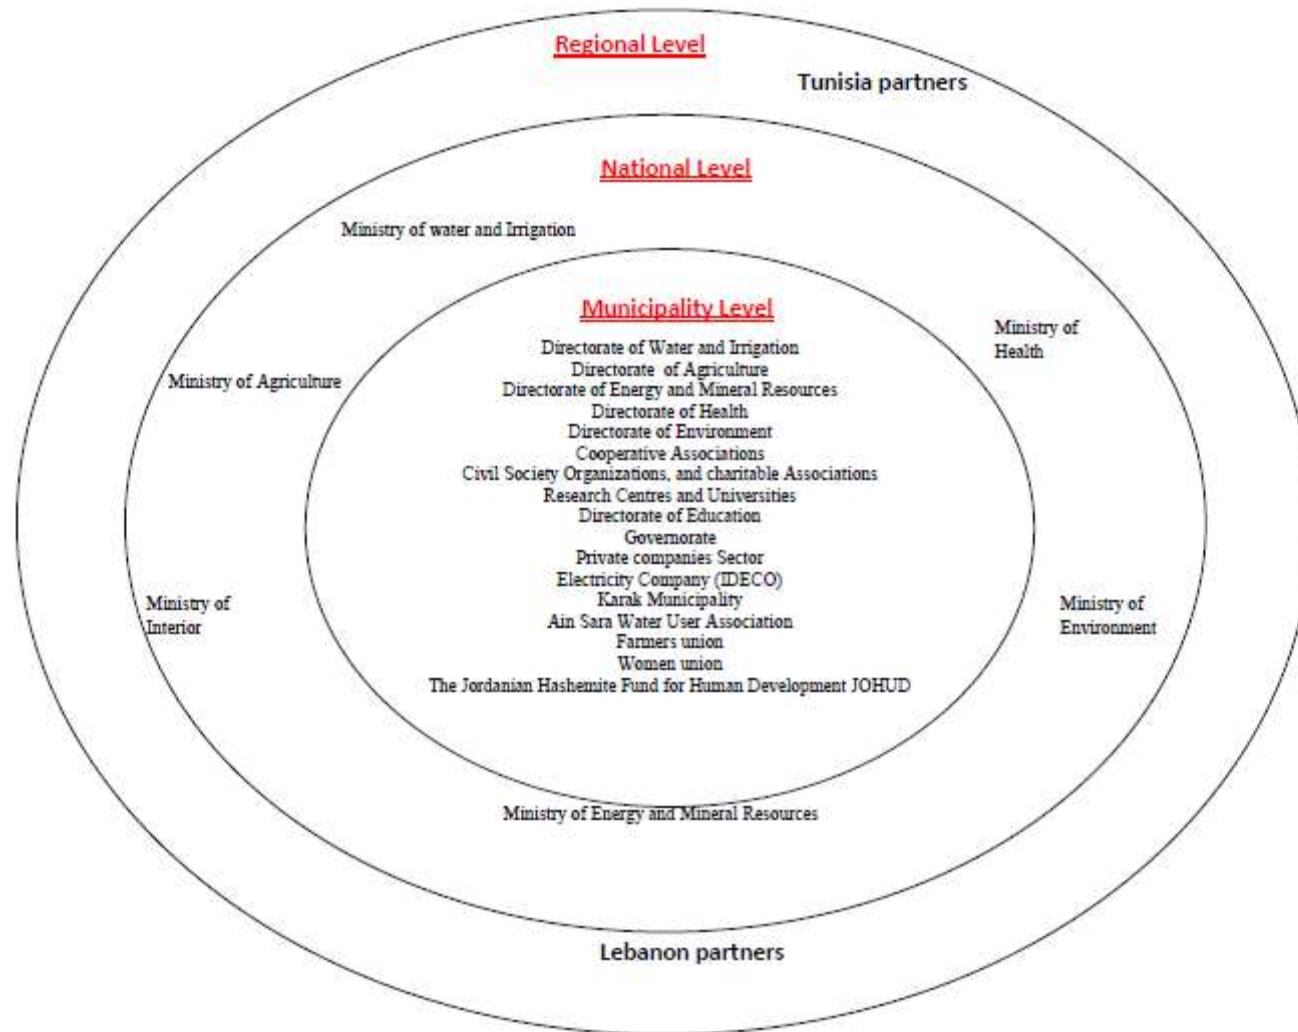 Regional Level
Tunisia partners
National Level
Ministry of water and Irrigation
Municipality Level
Ministry of
Health
Directorate of Water and Irrigation
Directorate of Agriculture
Ministry of Agriculture
Directorate of Energy and Mineral Resources
Directorate of Health
Directorate of Environment
Cooperative Associations
Civil Society Organizations, and charitable Associations
Research Centres and Universities
Directorate of Education
Governorate
Private companies Sector
Electricity Company (IDECO)
Karak Municipality
Ain Sara Water User Association
Farmers union
Women union
The Jordanian Hashemite Fund for Human Development JOHUD
Ministry of
Interior
Ministry of
Environment
Ministry of Energy and Mineral Resources
Lebanon partners